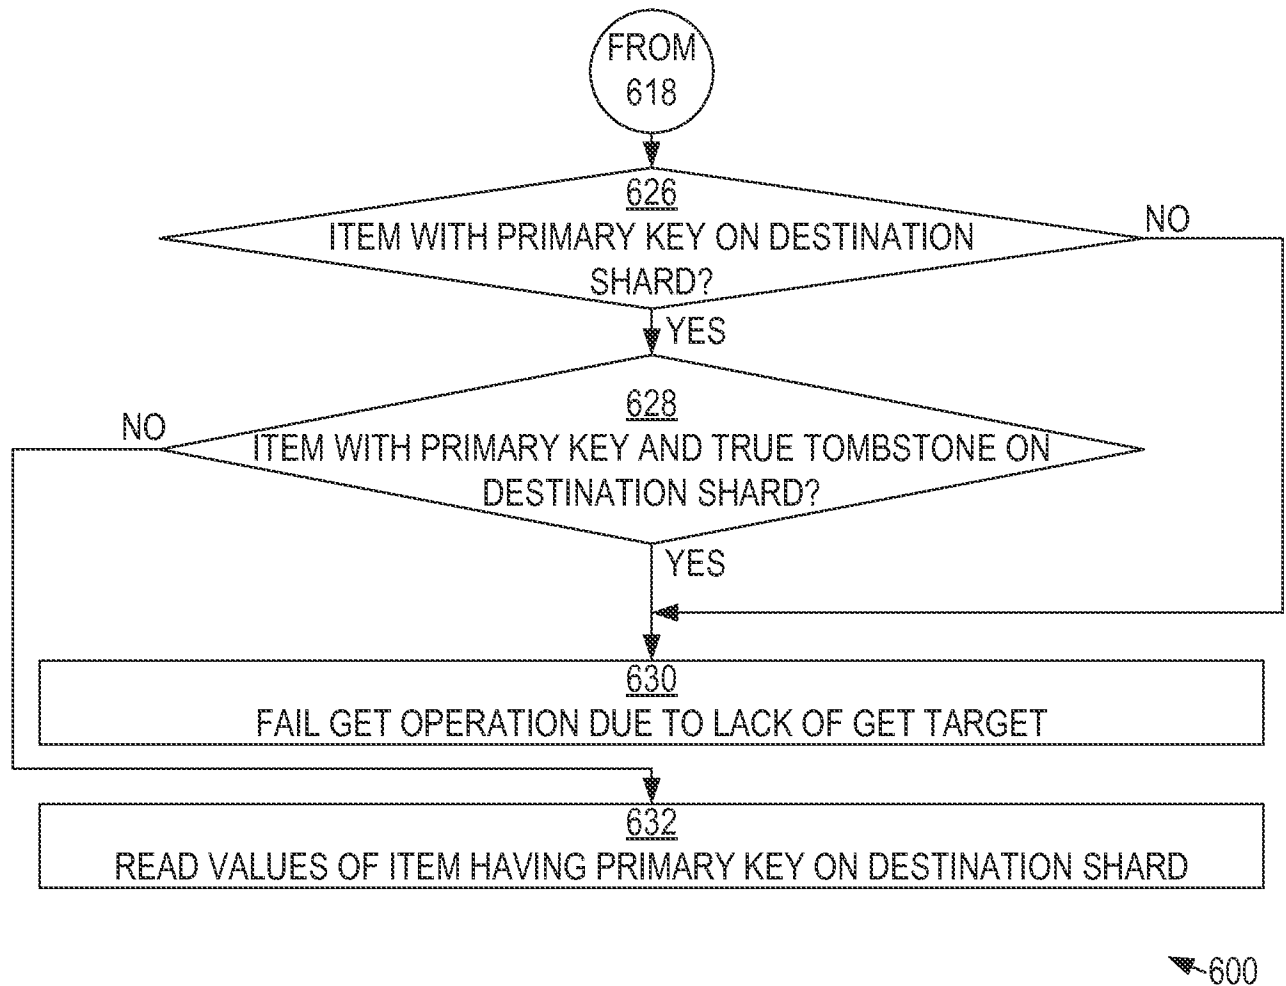 FROM
618
626
ITEM WITH PRIMARY KEY ON DESTINATION
SHARD?
NO
YES
628
ITEM WITH PRIMARY KEY AND TRUE TOMBSTONE ON
DESTINATION SHARD?
NO
YES
630
FAIL GET OPERATION DUE TO LACK OF GET TARGET
632
READ VALUES OF ITEM HAVING PRIMARY KEY ON DESTINATION SHARD
600